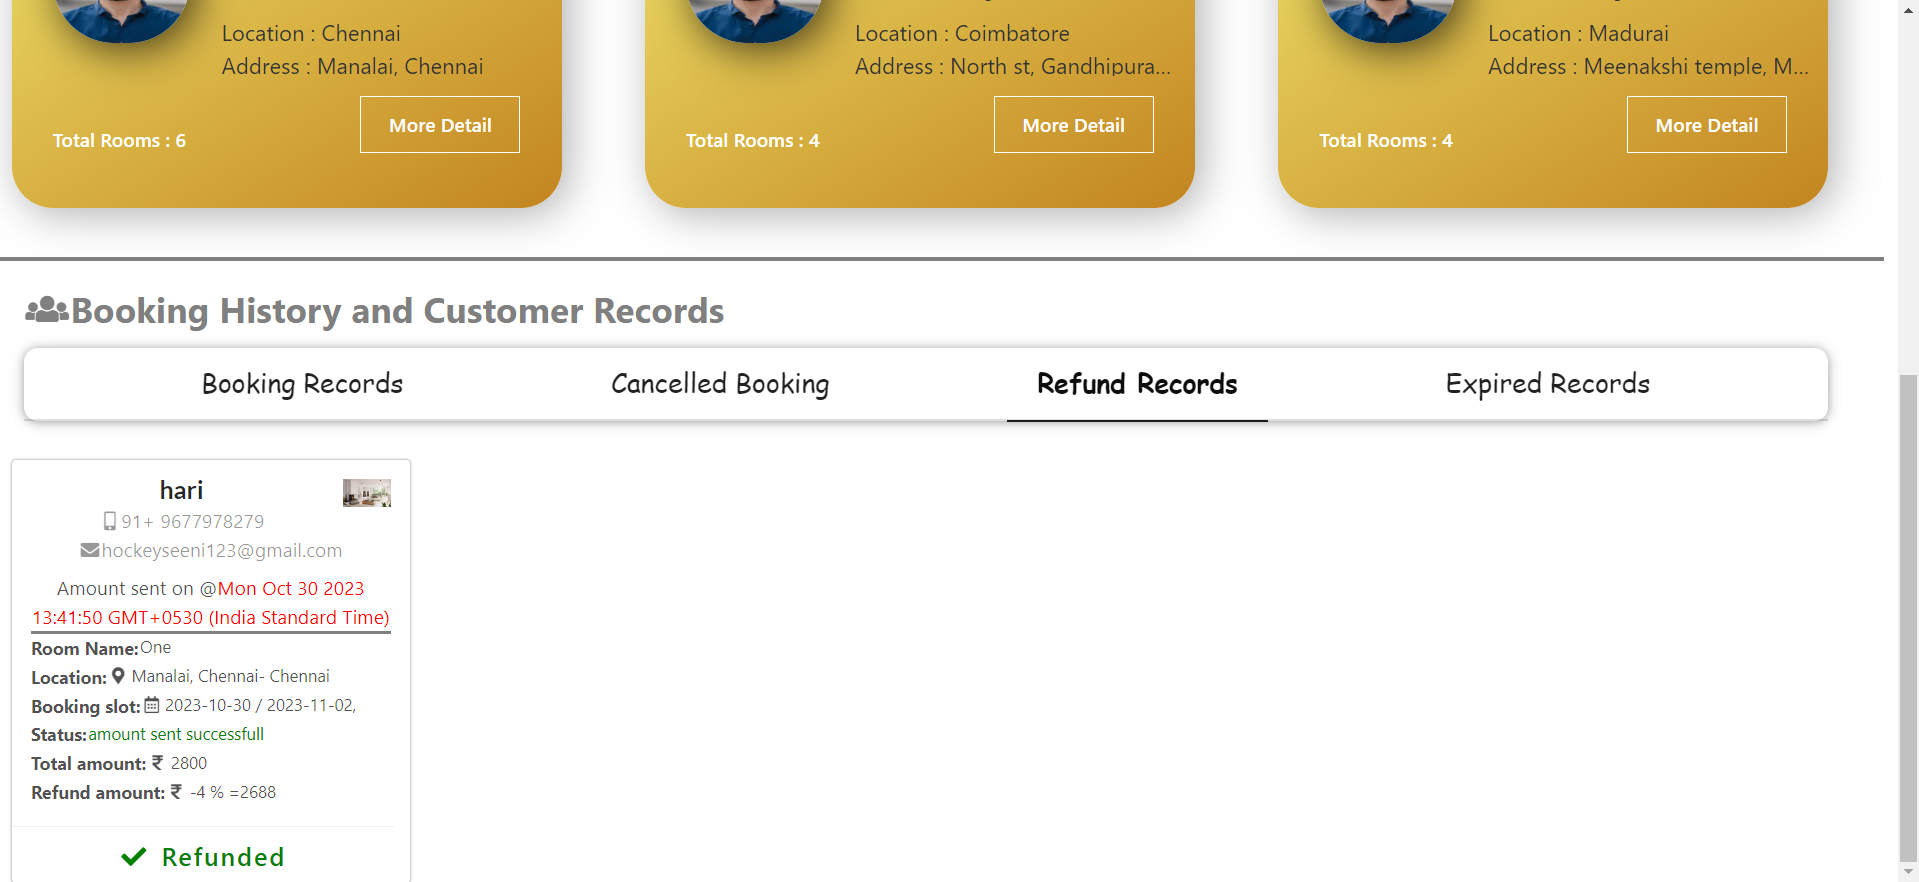 Location : Chennai
Address : Manalai, Chennai
Total Rooms : 6
More Detail
Location : Coimbatore
Address : North st, Gandhipura...
Total Rooms : 4
More Detail
Location : Madurai
Address : Meenakshi temple, M...
Total Rooms : 4
More Detail
Booking History and Customer Records
Booking Records
Cancelled Booking
Refund Records
Expired Records
hari
91+ 9677978279
hockeyseeni123@gmail.com
Amount sent on @Mon Oct 30 2023
13:41:50 GMT+0530 (India Standard Time)
Room Name:One
Location: Manalai, Chennai- Chennai
Booking slot: 2023-10-30 / 2023-11-02,
Status:amount sent successfull
Total amount: ₹ 2800
Refund amount: ₹ -4 % =2688
Refunded